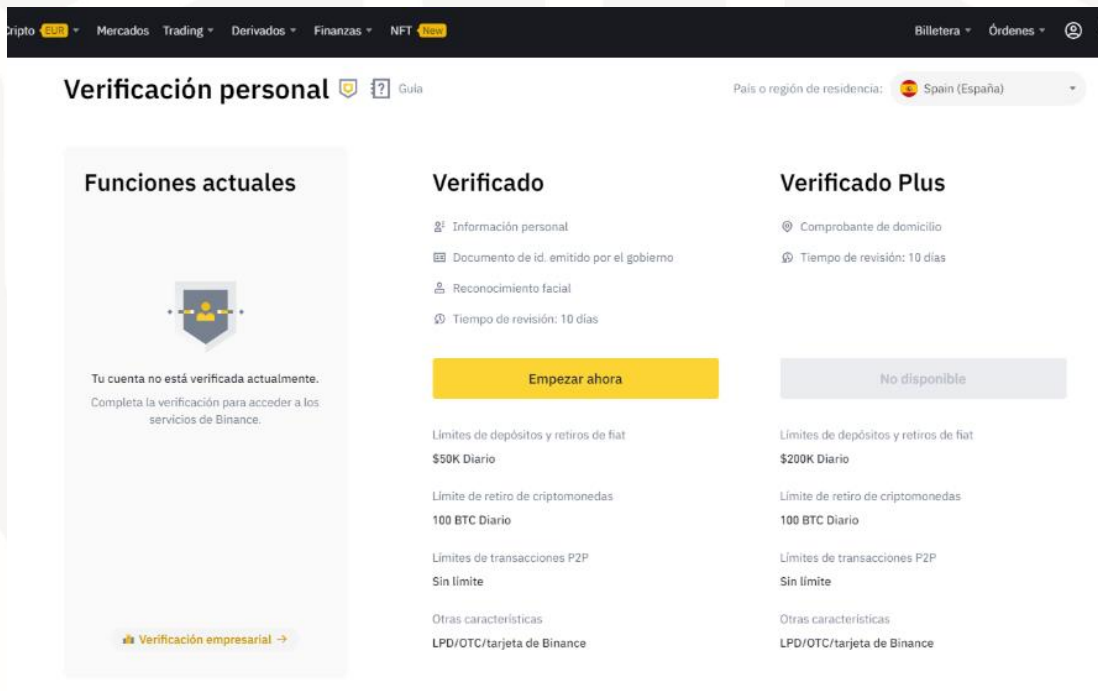 EUR Mercados Trading Derivados Finanzas NFT New Billetera Órdenes
Verificación personal Guía País o región de residencia: Spain (España)
Funciones actuales
Tu cuenta no está verificada actualmente.
Completa la verificación para acceder a los
servicios de Binance.
Verificación empresarial →
Verificado
Información personal
Documento de id. emitido por el gobierno
Reconocimiento facial
Tiempo de revisión: 10 días
Empezar ahora
Límites de depósitos y retiros de fiat
$50K Diario
Límite de retiro de criptomonedas
100 BTC Diario
Límites de transacciones P2P
Sin límite
Otras características
LPD/OTC/tarjeta de Binance
Verificado Plus
Comprobante de domicilio
Tiempo de revisión: 10 días
No disponible
Límites de depósitos y retiros de fiat
$200K Diario
Límite de retiro de criptomonedas
100 BTC Diario
Límites de transacciones P2P
Sin límite
Otras características
LPD/OTC/tarjeta de Binance